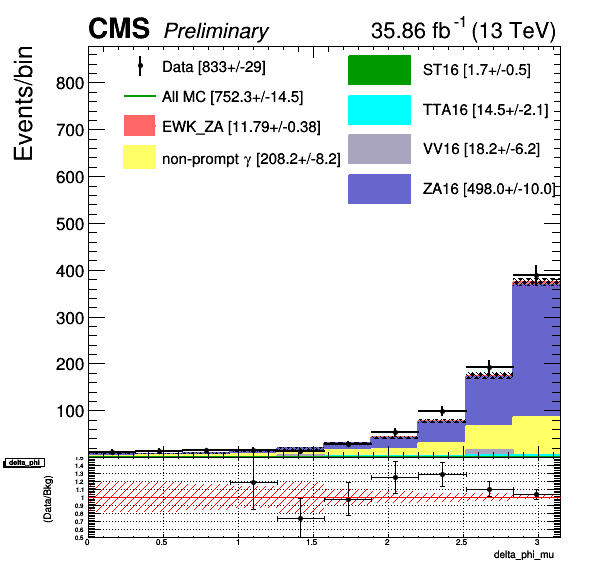 CMS Preliminary 35.86 fb⁻¹ (13 TeV)
Events/bin
800
700
600
500
400
300
200
100
Data [833+/-29]
All MC [752.3+/-14.5]
EWK_ZA [11.79+/-0.38]
non-prompt γ [208.2+/-8.2]
ST16 [1.7+/-0.5]
TTA16 [14.5+/-2.1]
VV16 [18.2+/-6.2]
ZA16 [498.0+/-10.0]
delta_phi
(Data/Bkg)
1.5
1.4
1.3
1.2
1.1
1
0.9
0.8
0.7
0.6
0.5
0 0.5 1 1.5 2 2.5 3
delta_phi_mu